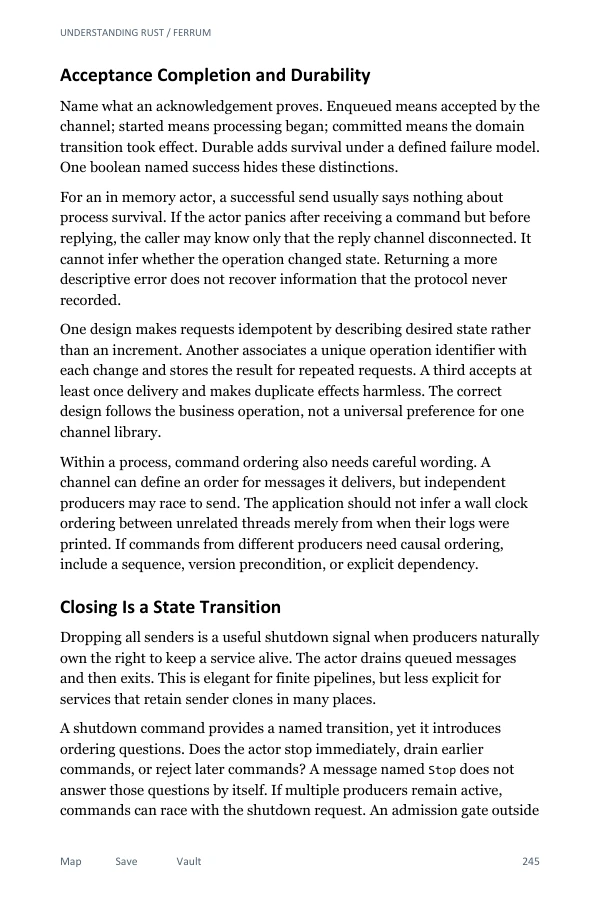 UNDERSTANDING RUST / FERRUM
Acceptance Completion and Durability
Name what an acknowledgement proves. Enqueued means accepted by the
channel; started means processing began; committed means the domain
transition took effect. Durable adds survival under a defined failure model.
One boolean named success hides these distinctions.
For an in memory actor, a successful send usually says nothing about
process survival. If the actor panics after receiving a command but before
replying, the caller may know only that the reply channel disconnected. It
cannot infer whether the operation changed state. Returning a more
descriptive error does not recover information that the protocol never
recorded.
One design makes requests idempotent by describing desired state rather
than an increment. Another associates a unique operation identifier with
each change and stores the result for repeated requests. A third accepts at
least once delivery and makes duplicate effects harmless. The correct
design follows the business operation, not a universal preference for one
channel library.
Within a process, command ordering also needs careful wording. A
channel can define an order for messages it delivers, but independent
producers may race to send. The application should not infer a wall clock
ordering between unrelated threads merely from when their logs were
printed. If commands from different producers need causal ordering,
include a sequence, version precondition, or explicit dependency.
Closing Is a State Transition
Dropping all senders is a useful shutdown signal when producers naturally
own the right to keep a service alive. The actor drains queued messages
and then exits. This is elegant for finite pipelines, but less explicit for
services that retain sender clones in many places.
A shutdown command provides a named transition, yet it introduces
ordering questions. Does the actor stop immediately, drain earlier
commands, or reject later commands? A message named Stop does not
answer those questions by itself. If multiple producers remain active,
commands can race with the shutdown request. An admission gate outside
Map Save Vault 245